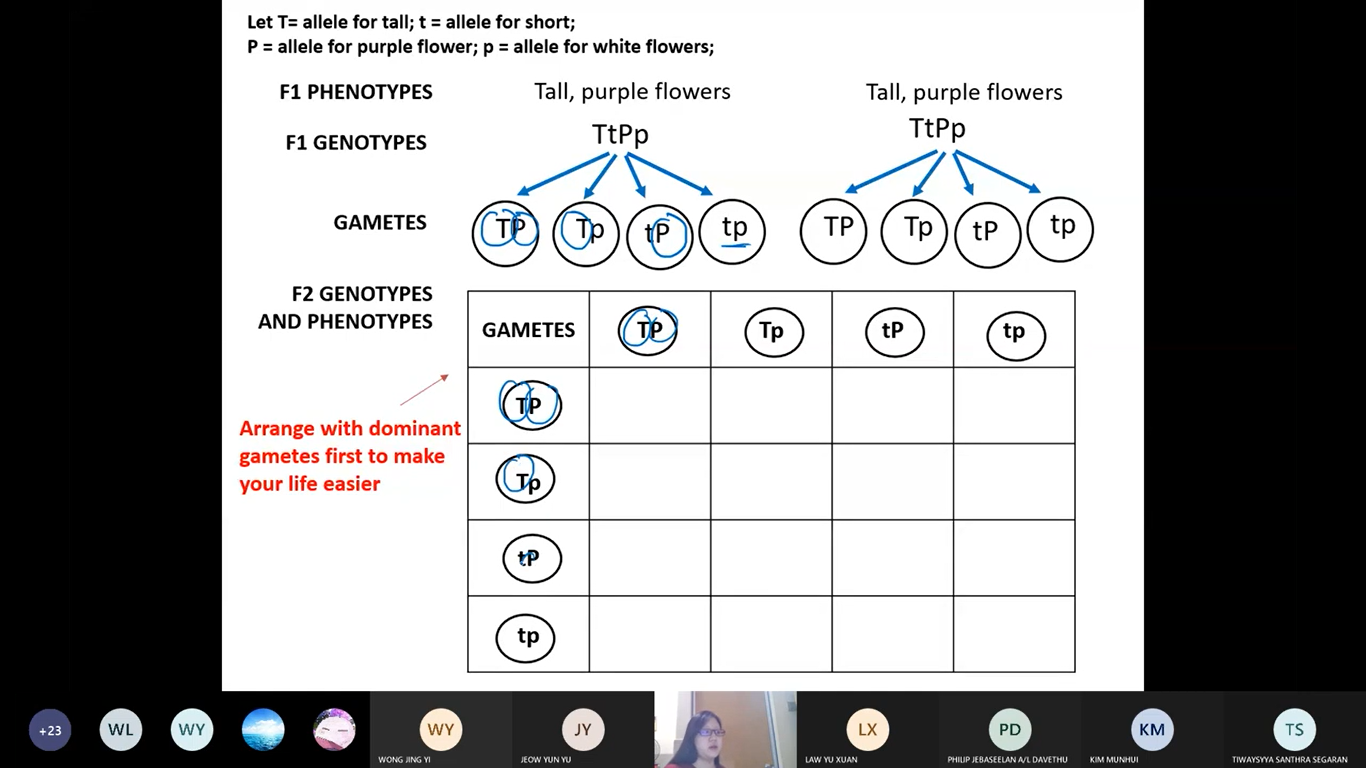 Let T= allele for tall; t = allele for short;
P = allele for purple flower; p = allele for white flowers;
F1 PHENOTYPES
Tall, purple flowers
Tall, purple flowers
F1 GENOTYPES
TtPp
TtPp
GAMETES
TP
Tp
tP
tp
TP
Tp
tP
tp
F2 GENOTYPES
AND PHENOTYPES
GAMETES
TP
Tp
tP
tp
TP
Tp
tP
tp
Arrange with dominant
gametes first to make
your life easier
+23
WL
WY
WY
WONG JING YI
JY
JEOW YUN YU
LX
LAW YU XUAN
PD
PHILIP JEBASEELAN A/L DAVETHU
KM
KIM MUNHUI
TS
TIWAYSYYA SANTHRA SEGARAN